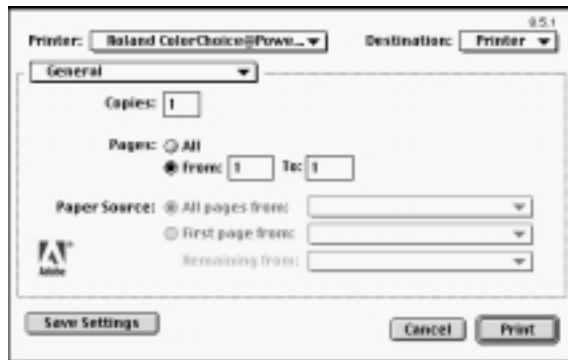 8.5.1
Printer: Roland ColorChoice@Powe... Destination: Printer
General
Copies: 1
Pages: All
From: 1 To: 1
Paper Source: All pages from:
First page from:
Remaining from:
Adobe
Save Settings Cancel Print